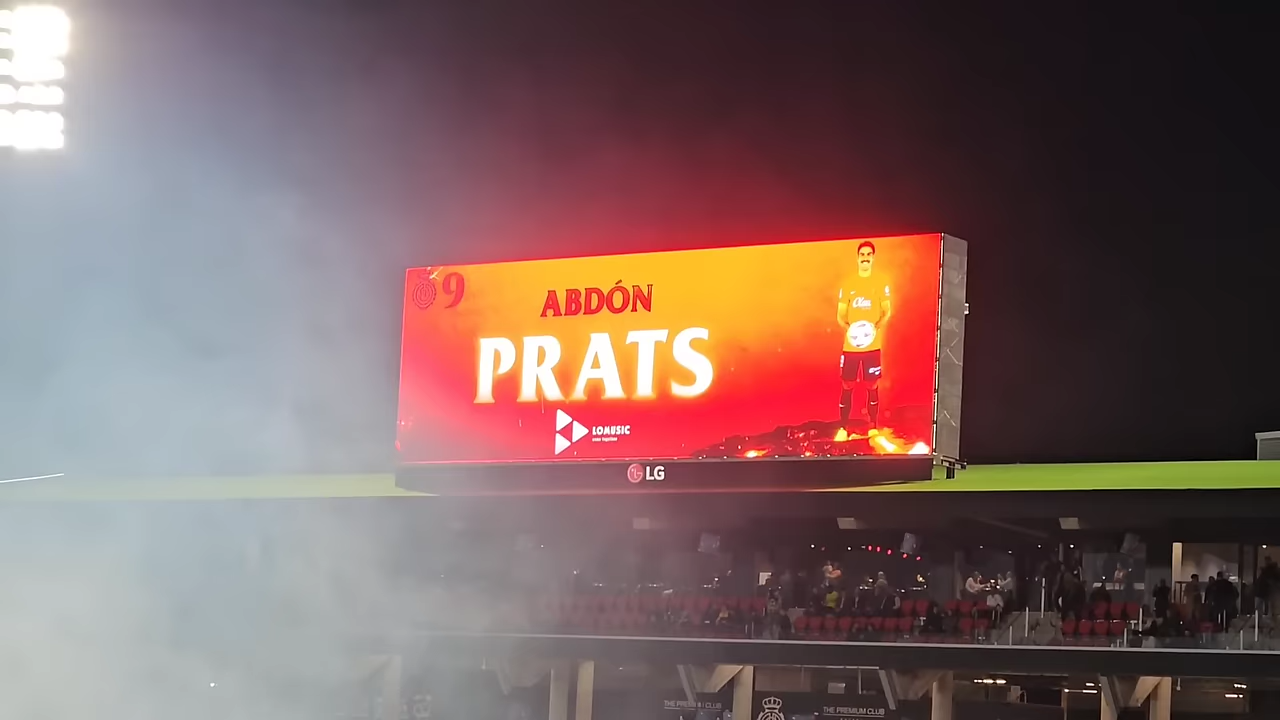 9
ABDÓN
PRATS
LOMUSIC
LG
THE PREMIUM CLUB
THE PREMIUM CLUB